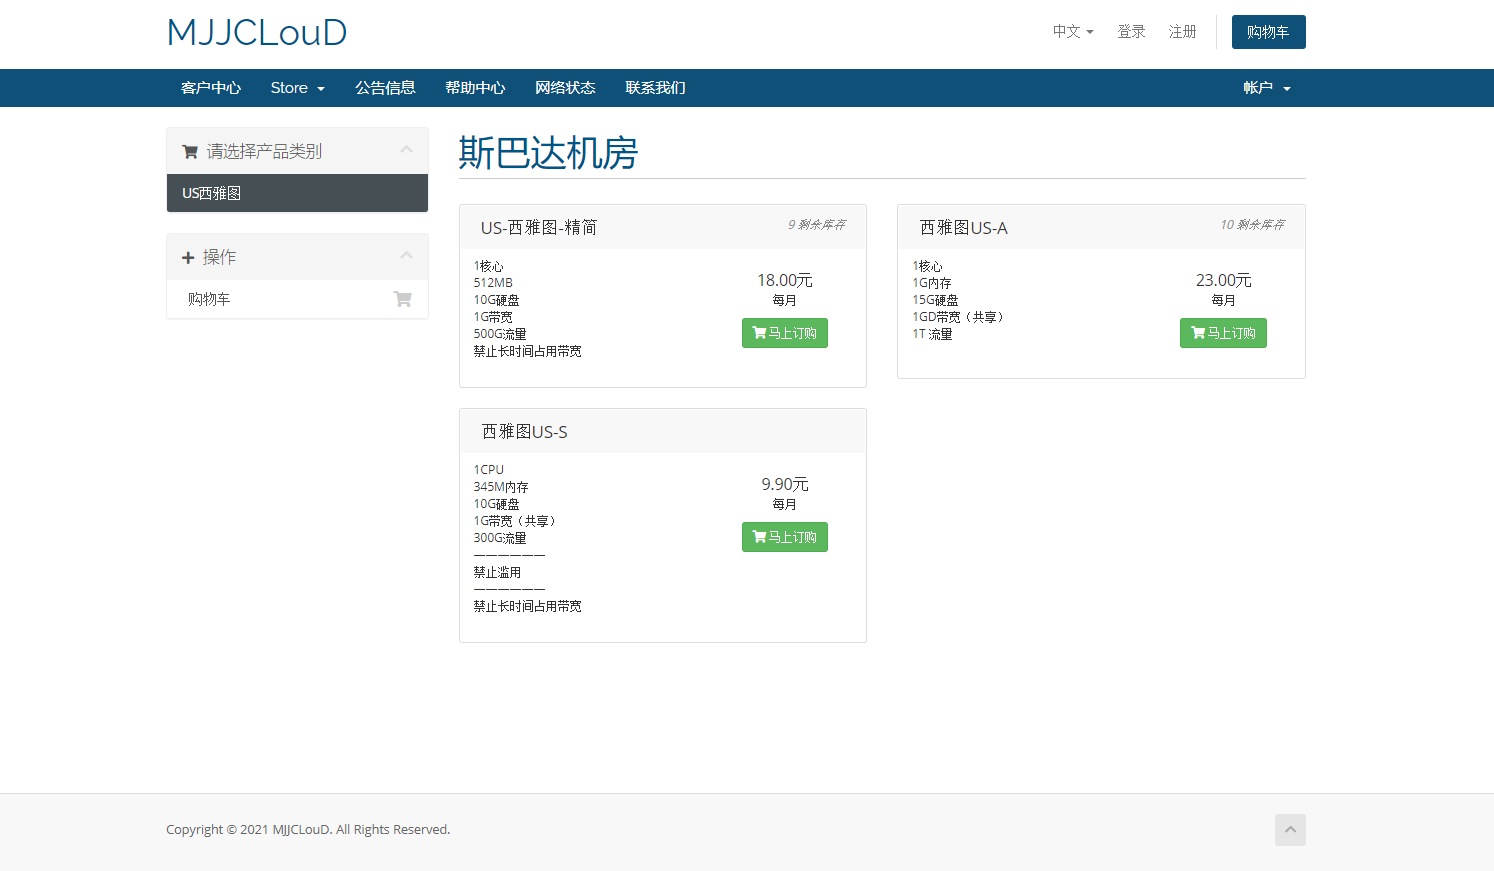 MJJCLouD
中文
登录
注册
购物车
客户中心
Store
公告信息
帮助中心
网络状态
联系我们
帐户
请选择产品类别
US西雅图
操作
购物车
斯巴达机房
US-西雅图-精简
9 剩余库存
1核心
512MB
10G硬盘
1G带宽
500G流量
禁止长时间占用带宽
18.00元
每月
马上订购
西雅图US-A
10 剩余库存
1核心
1G内存
15G硬盘
1GD带宽（共享）
1T 流量
23.00元
每月
马上订购
西雅图US-S
1CPU
345M内存
10G硬盘
1G带宽（共享）
300G流量
——————
禁止滥用
——————
禁止长时间占用带宽
9.90元
每月
马上订购
Copyright © 2021 MJJCLouD. All Rights Reserved.